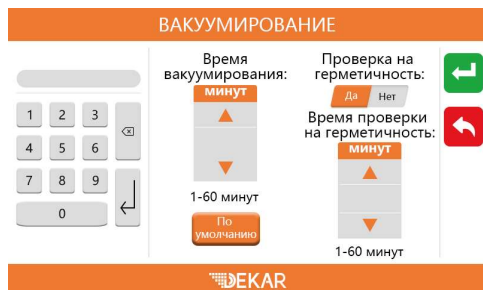 ВАКУУМИРОВАНИЕ
Время
вакуумирования:
минут
1-60 минут
По
умолчанию
Проверка на
герметичность:
Да Нет
Время проверки
на герметичность:
минут
1-60 минут
1 2 3
4 5 6
7 8 9
0
DEKAR